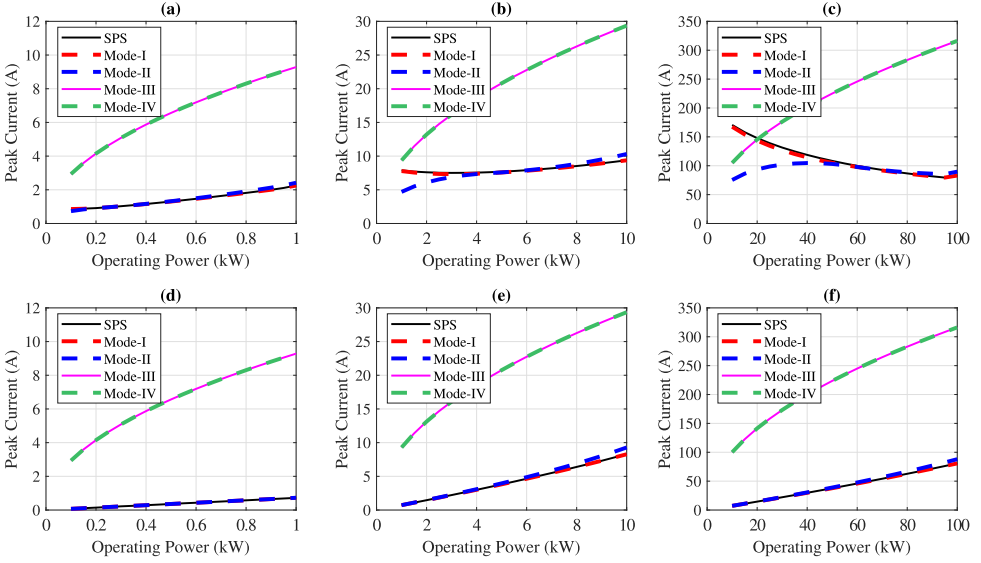 (a)
12
10
8
6
4
2
0
Peak Current (A)
SPS
Mode-I
Mode-II
Mode-III
Mode-IV
0 0.2 0.4 0.6 0.8 1
Operating Power (kW)
(b)
30
25
20
15
10
5
0
Peak Current (A)
SPS
Mode-I
Mode-II
Mode-III
Mode-IV
0 2 4 6 8 10
Operating Power (kW)
(c)
350
300
250
200
150
100
50
0
Peak Current (A)
SPS
Mode-I
Mode-II
Mode-III
Mode-IV
0 20 40 60 80 100
Operating Power (kW)
(d)
12
10
8
6
4
2
0
Peak Current (A)
SPS
Mode-I
Mode-II
Mode-III
Mode-IV
0 0.2 0.4 0.6 0.8 1
Operating Power (kW)
(e)
30
25
20
15
10
5
0
Peak Current (A)
SPS
Mode-I
Mode-II
Mode-III
Mode-IV
0 2 4 6 8 10
Operating Power (kW)
(f)
350
300
250
200
150
100
50
0
Peak Current (A)
SPS
Mode-I
Mode-II
Mode-III
Mode-IV
0 20 40 60 80 100
Operating Power (kW)